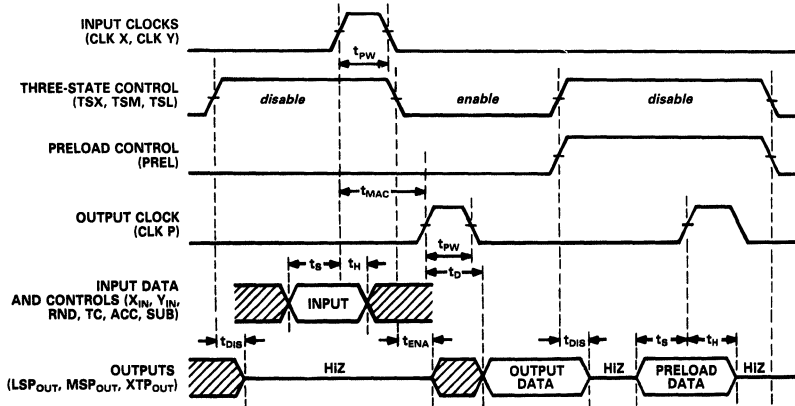 INPUT CLOCKS
(CLK X, CLK Y)
tPW
THREE-STATE CONTROL
(TSX, TSM, TSL)
disable
enable
disable
PRELOAD CONTROL
(PREL)
tMAC
OUTPUT CLOCK
(CLK P)
tPW
tS
tH
tD
INPUT DATA
AND CONTROLS (XIN, YIN,
RND, TC, ACC, SUB)
INPUT
tDIS
tENA
tDIS
tS
tH
OUTPUTS
(LSPOUT, MSPOUT, XTPOUT)
HiZ
OUTPUT
DATA
HiZ
PRELOAD
DATA
HiZ